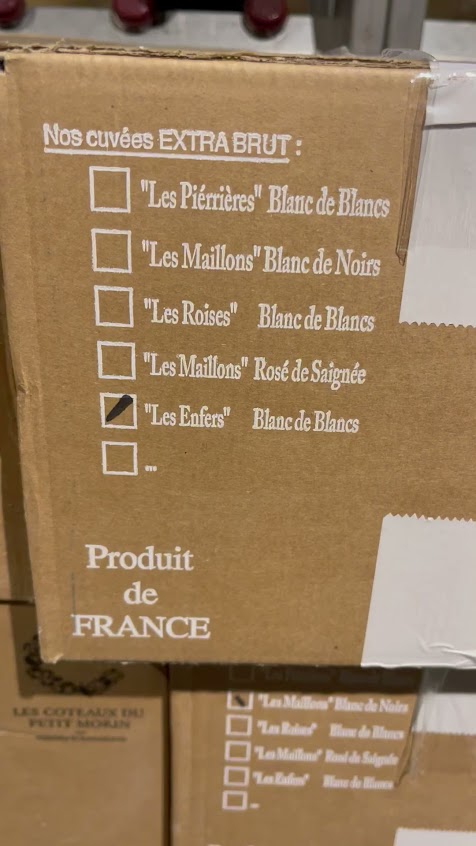 Nos cuvées EXTRA BRUT :
"Les Piérrières" Blanc de Blancs
"Les Maillons" Blanc de Noirs
"Les Roises" Blanc de Blancs
"Les Maillons" Rosé de Saignée
"Les Enfers" Blanc de Blancs
...
Produit
de
FRANCE
LES COTEAUX DU
PETIT MORIN
"Les Maillons" Blanc de Noirs
"Les Roises" Blanc de Blancs
"Les Maillons" Rosé de Saignée
"Les Enfers" Blanc de Blancs
...